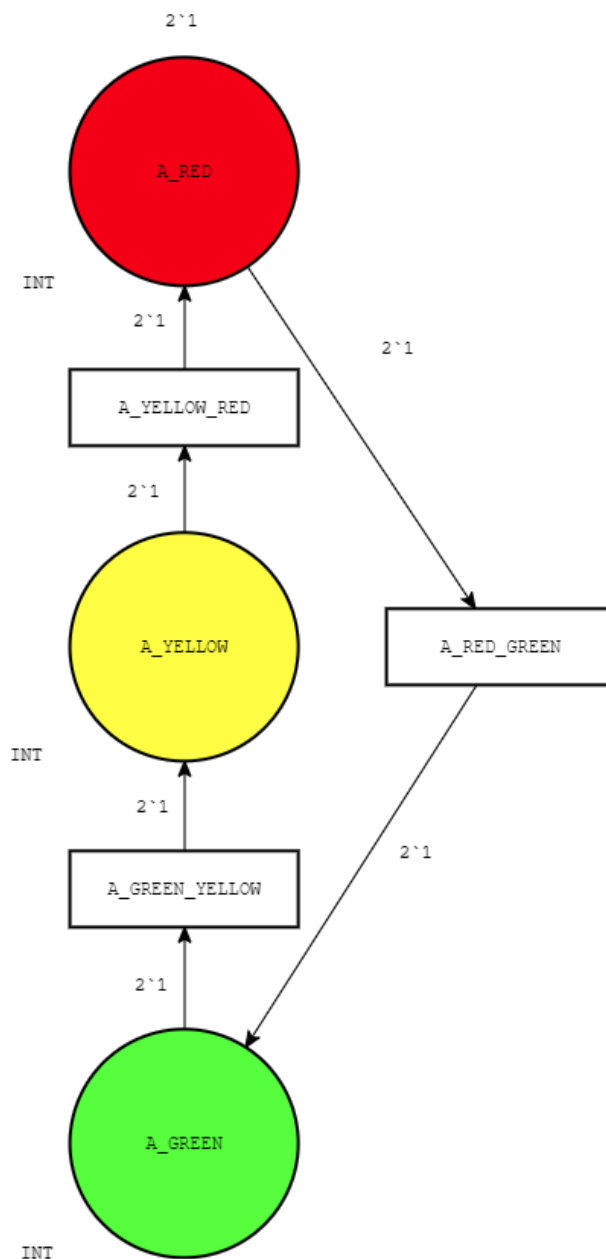 2`1
A_RED
INT
2`1
2`1
A_YELLOW_RED
2`1
A_YELLOW
A_RED_GREEN
INT
2`1
2`1
A_GREEN_YELLOW
2`1
A_GREEN
INT